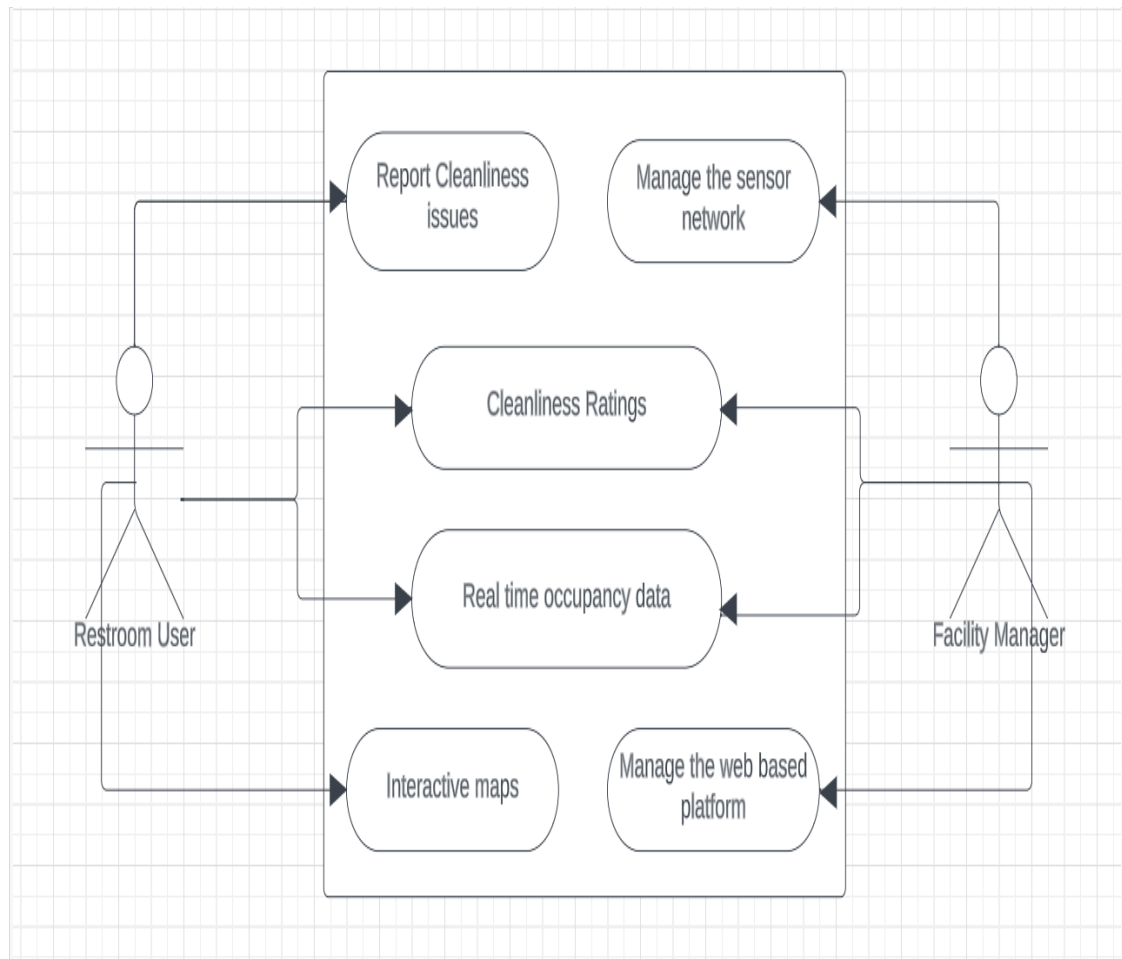 Report Cleanliness
issues
Manage the sensor
network
Cleanliness Ratings
Real time occupancy data
Restroom User
Facility Manager
Interactive maps
Manage the web based
platform